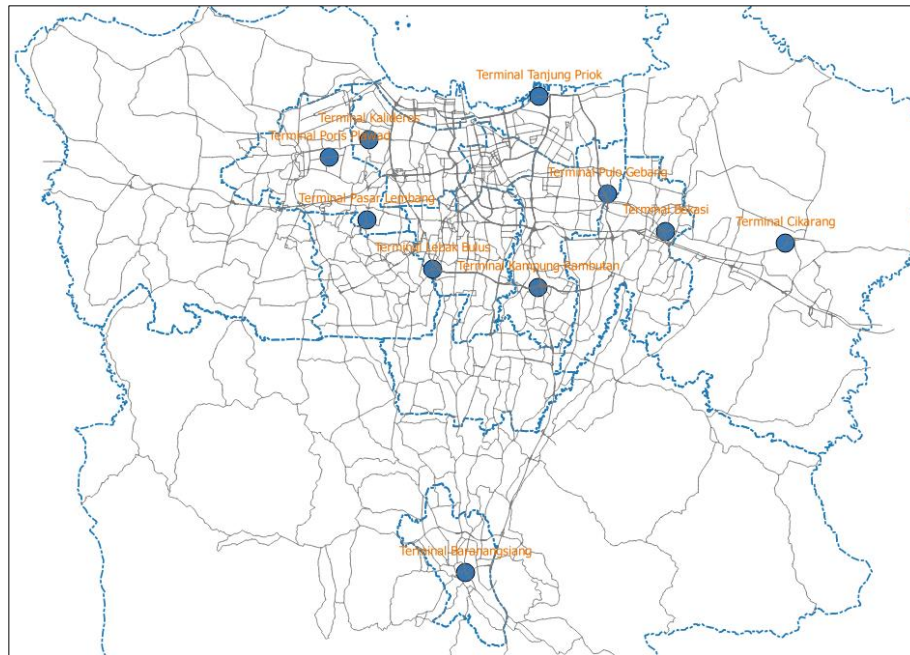 Terminal Tanjung Priok
Terminal Kalideres
Terminal Poris Plawad
Terminal Pulo Gebang
Terminal Pasar Lembang
Terminal Bekasi
Terminal Cikarang
Terminal Lebak Bulus
Terminal Kampung Rambutan
Terminal Baranangsiang